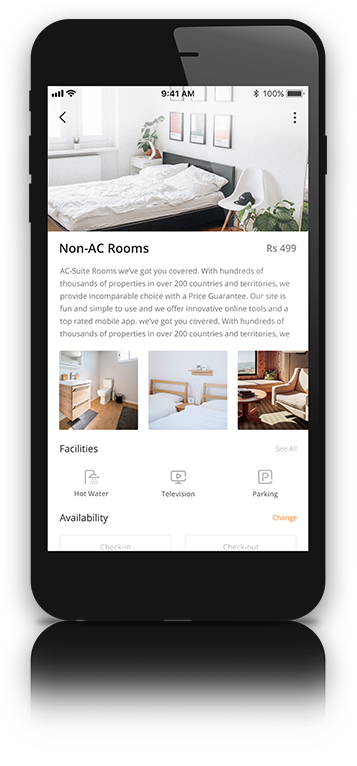 9:41 AM
100%
Non-AC Rooms
Rs 499
AC-Suite Rooms we've got you covered. With hundreds of
thousands of properties in over 200 countries and territories, we
provide incomparable choice with a Price Guarantee. Our site is
fun and simple to use and we offer innovative online tools and a
top rated mobile app. we've got you covered. With hundreds of
thousands of properties in over 200 countries and territories, we
Facilities
See All
Hot Water
Television
Parking
Availability
Change
Check-in
Check-out